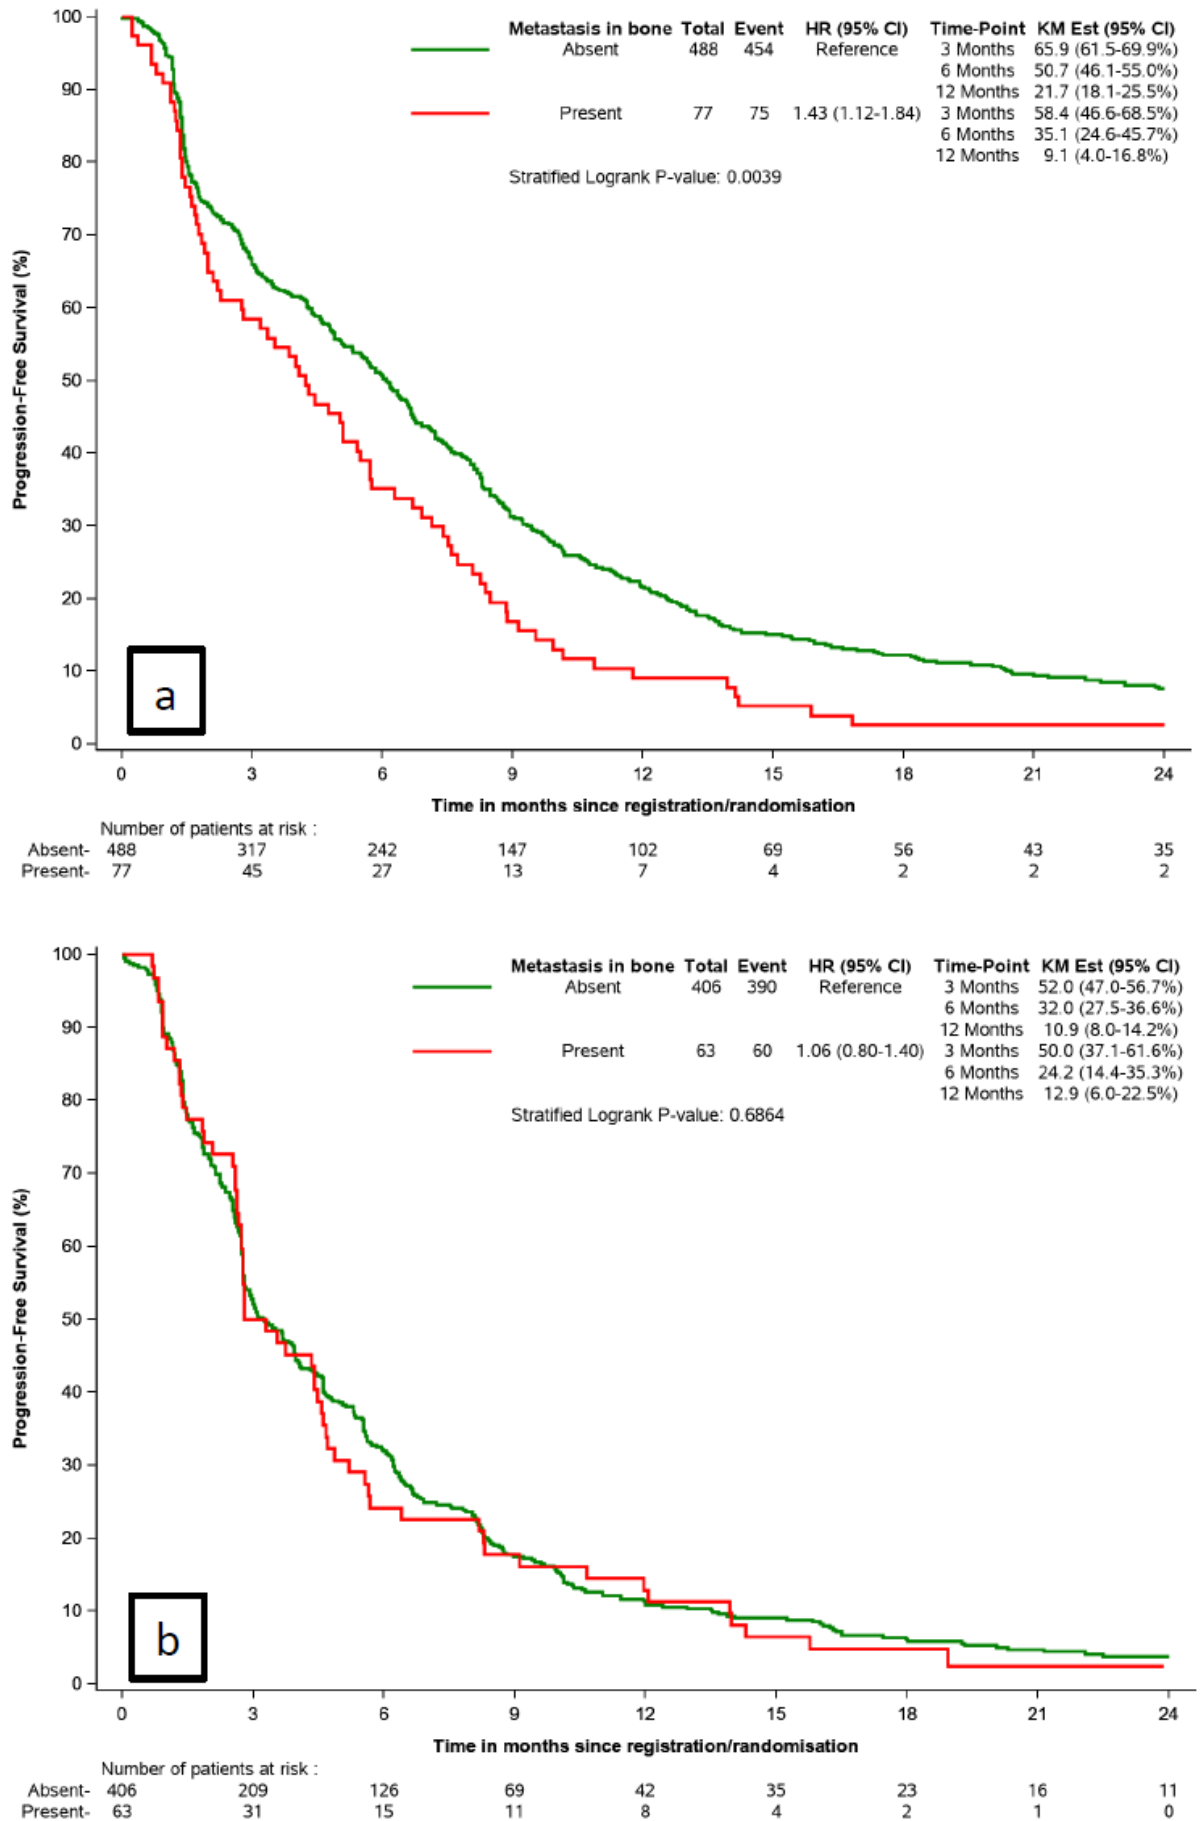 Metastasis in bone Total Event HR (95% CI) Time-Point KM Est (95% CI)
Absent 488 454 Reference 3 Months 65.9 (61.5-69.9%)
6 Months 50.7 (46.1-55.0%)
12 Months 21.7 (18.1-25.5%)
Present 77 75 1.43 (1.12-1.84) 3 Months 58.4 (46.6-68.5%)
6 Months 35.1 (24.6-45.7%)
12 Months 9.1 (4.0-16.8%)
Stratified Logrank P-value: 0.0039
Progression-Free Survival (%)
100
90
80
70
60
50
40
30
20
10
0
a
0 3 6 9 12 15 18 21 24
Time in months since registration/randomisation
Number of patients at risk :
Absent- 488 317 242 147 102 69 56 43 35
Present- 77 45 27 13 7 4 2 2 2
Metastasis in bone Total Event HR (95% CI) Time-Point KM Est (95% CI)
Absent 406 390 Reference 3 Months 52.0 (47.0-56.7%)
6 Months 32.0 (27.5-36.6%)
12 Months 10.9 (8.0-14.2%)
Present 63 60 1.06 (0.80-1.40) 3 Months 50.0 (37.1-61.6%)
6 Months 24.2 (14.4-35.3%)
12 Months 12.9 (6.0-22.5%)
Stratified Logrank P-value: 0.6864
Progression-Free Survival (%)
100
90
80
70
60
50
40
30
20
10
0
b
0 3 6 9 12 15 18 21 24
Time in months since registration/randomisation
Number of patients at risk :
Absent- 406 209 126 69 42 35 23 16 11
Present- 63 31 15 11 8 4 2 1 0